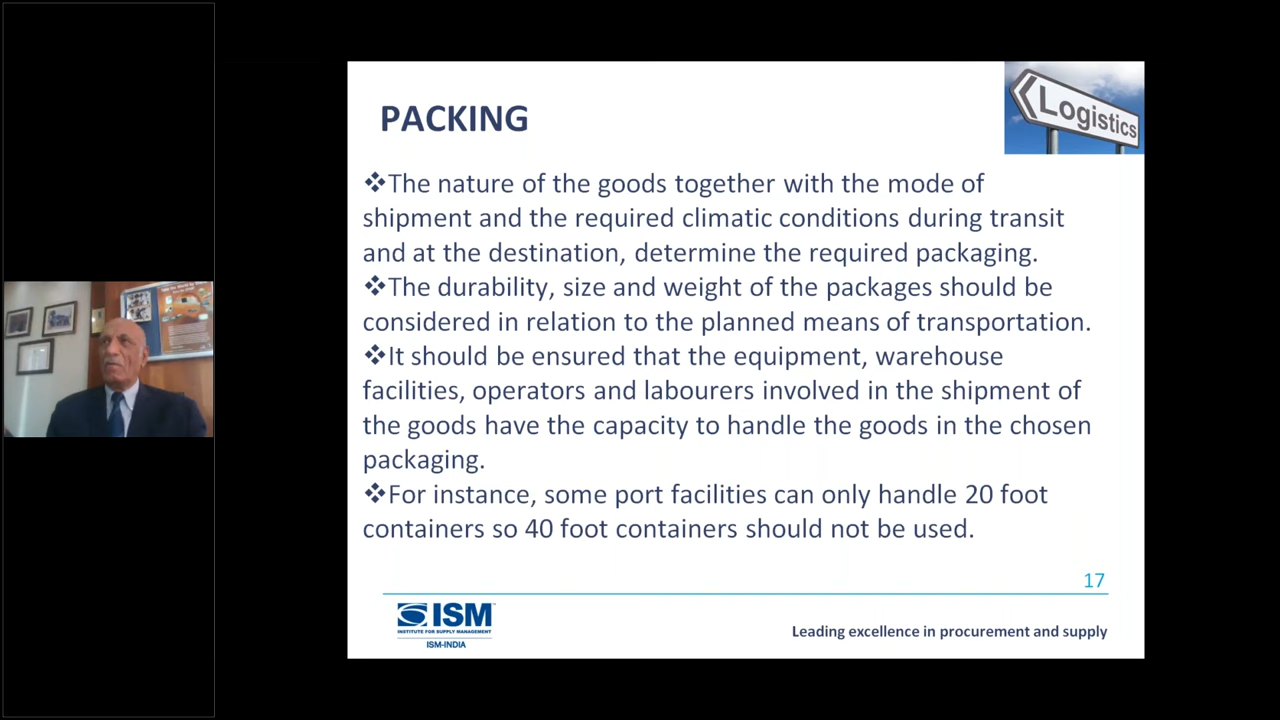 PACKING
Logistics
❖The nature of the goods together with the mode of
shipment and the required climatic conditions during transit
and at the destination, determine the required packaging.
❖The durability, size and weight of the packages should be
considered in relation to the planned means of transportation.
❖It should be ensured that the equipment, warehouse
facilities, operators and labourers involved in the shipment of
the goods have the capacity to handle the goods in the chosen
packaging.
❖For instance, some port facilities can only handle 20 foot
containers so 40 foot containers should not be used.
17
ISM
INSTITUTE FOR SUPPLY MANAGEMENT
ISM-INDIA
Leading excellence in procurement and supply